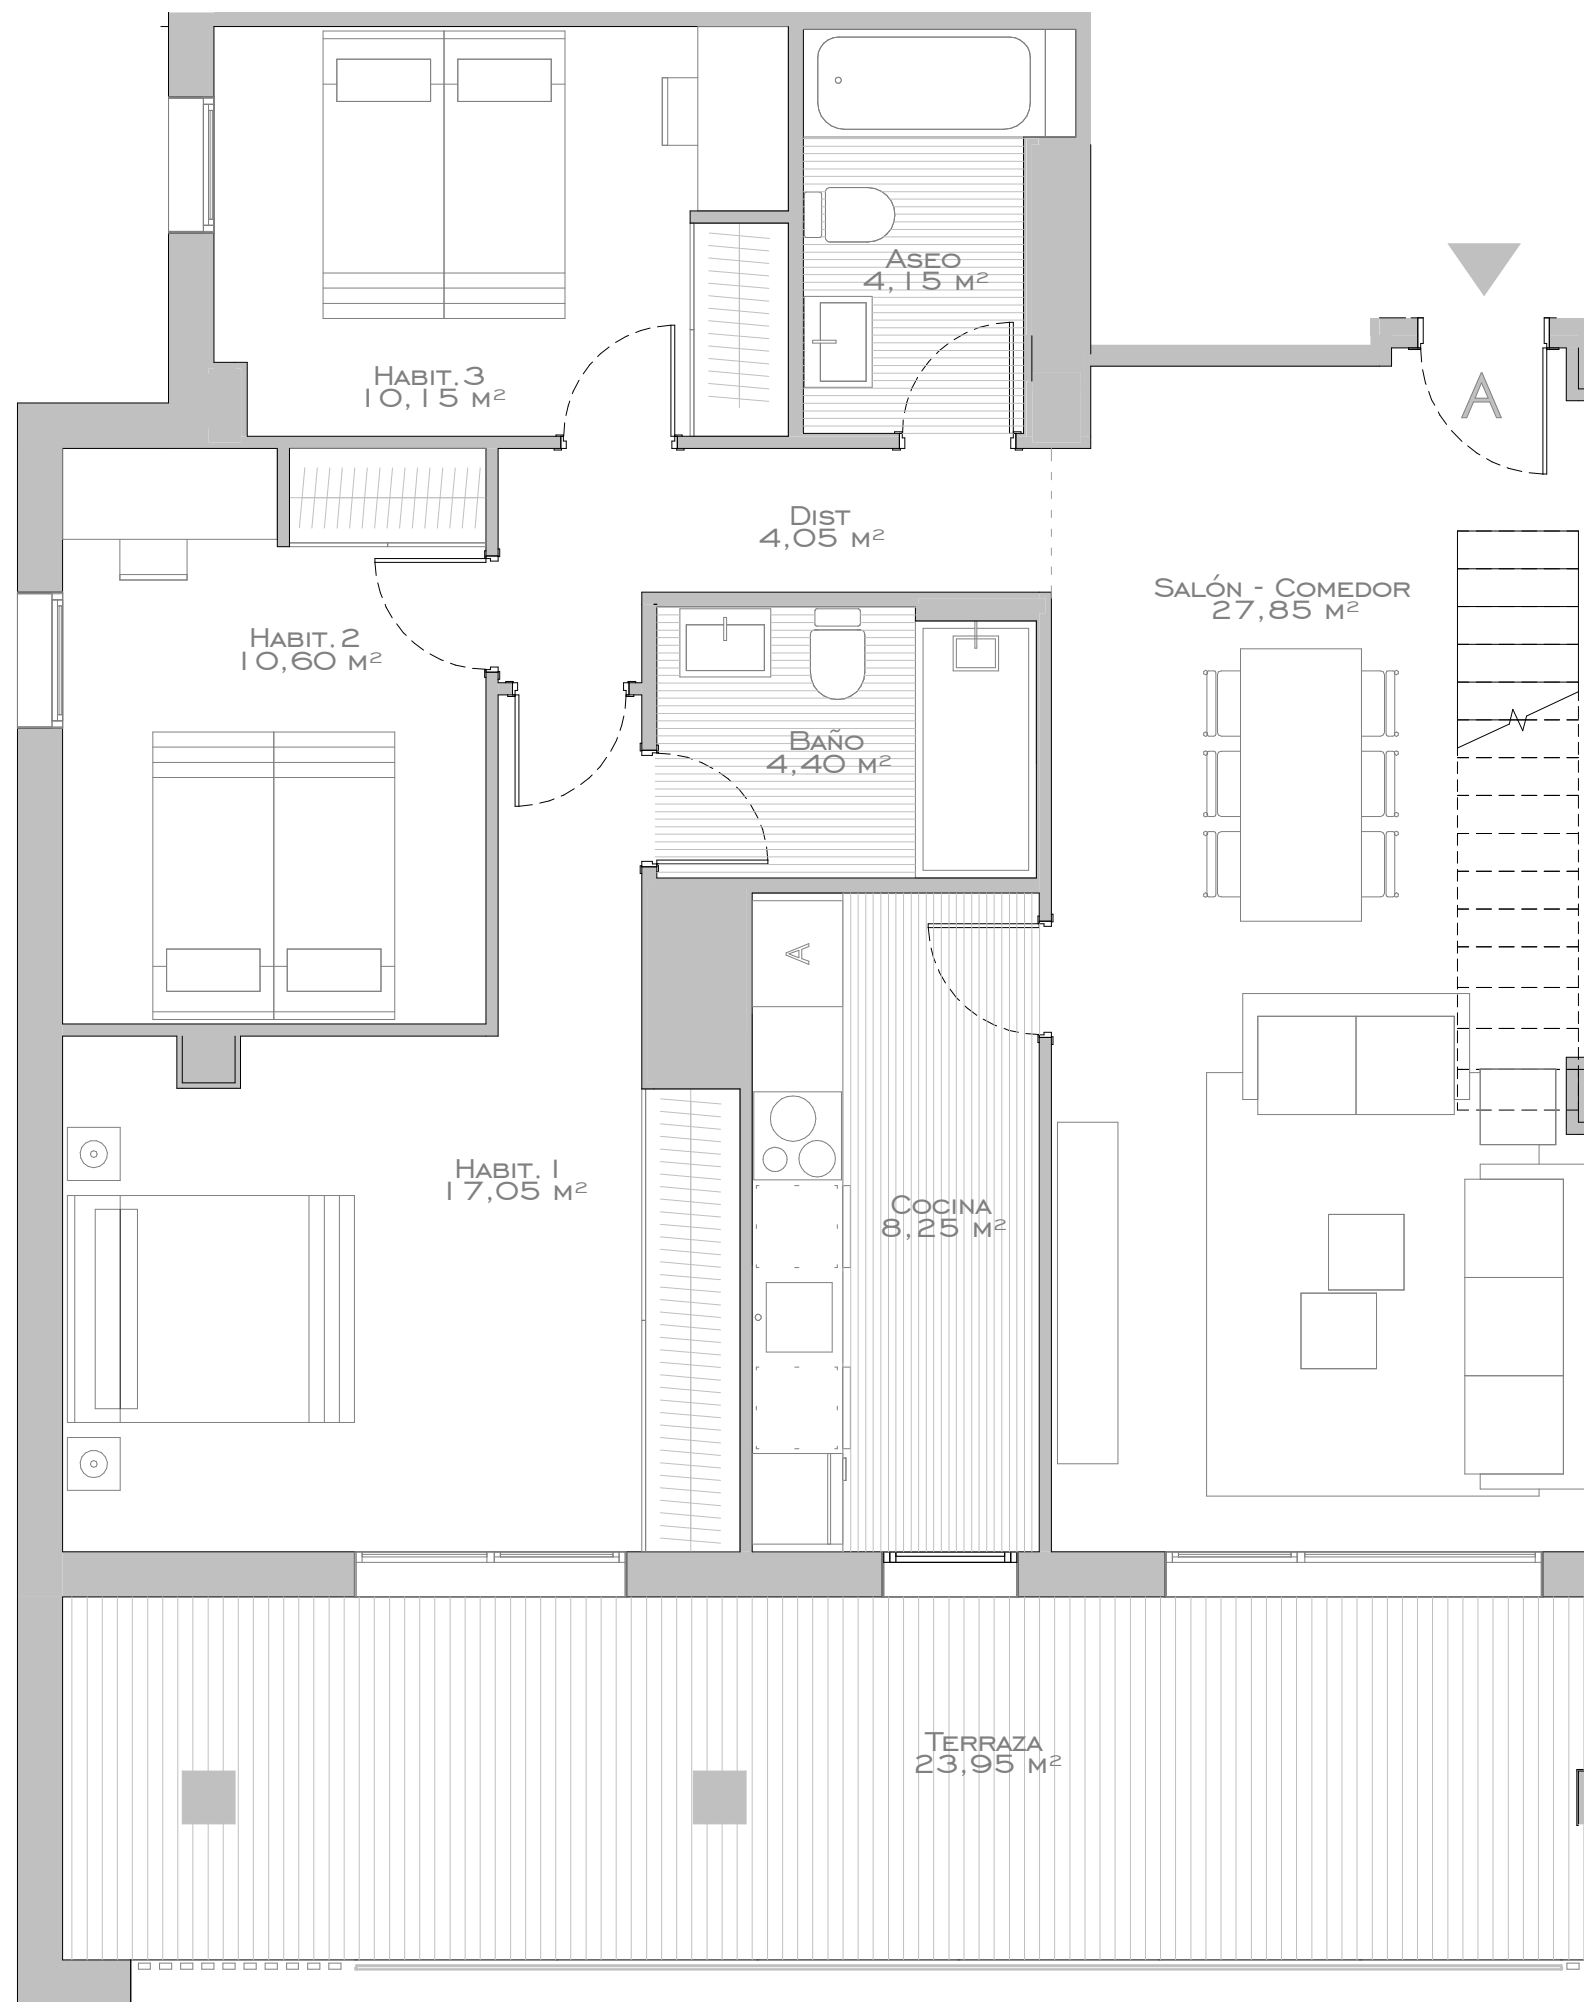 Aseo
4,15 m²
Habit. 3
10,15 m²
A
Dist
4,05 m²
Salón - Comedor
27,85 m²
Habit. 2
10,60 m²
Baño
4,40 m²
A
Habit. 1
17,05 m²
Cocina
8,25 m²
Terraza
23,95 m²